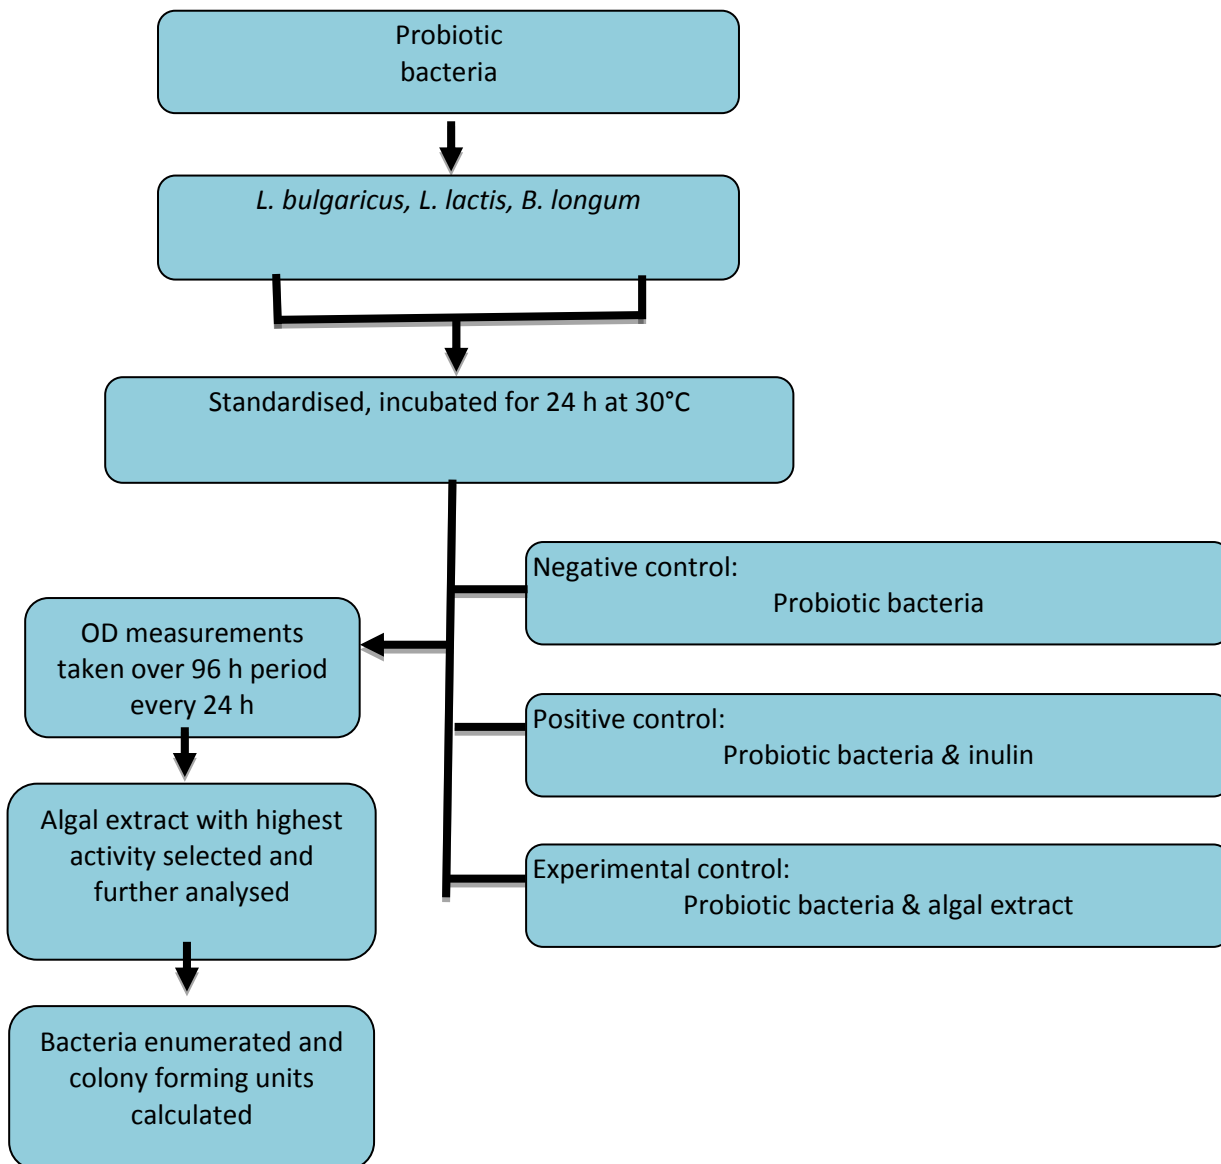 Probiotic
bacteria
L. bulgaricus, L. lactis, B. longum
Standardised, incubated for 24 h at 30°C
Negative control:
Probiotic bacteria
OD measurements
taken over 96 h period
every 24 h
Positive control:
Probiotic bacteria & inulin
Algal extract with highest
activity selected and
further analysed
Experimental control:
Probiotic bacteria & algal extract
Bacteria enumerated and
colony forming units
calculated